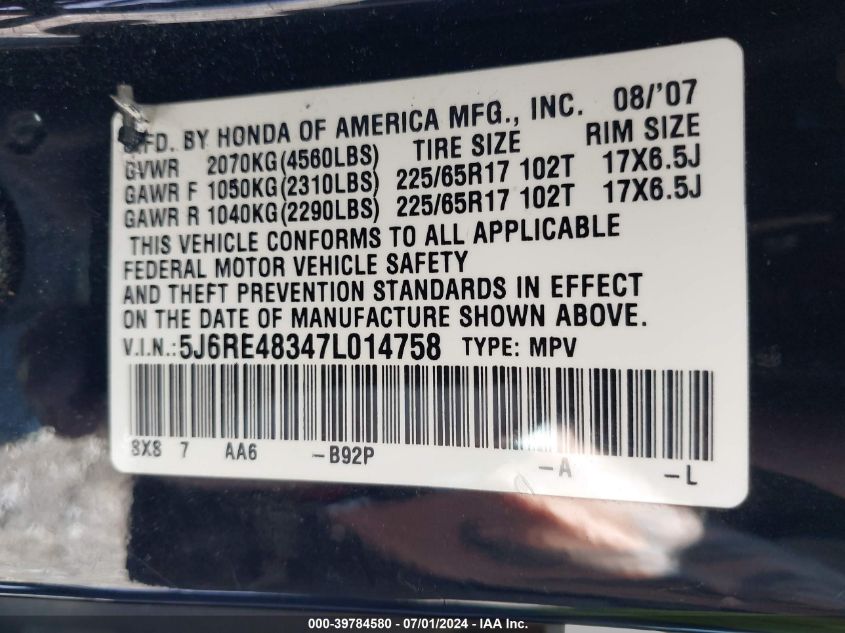 MFD. BY HONDA OF AMERICA MFG., INC. 08/'07
GVWR 2070KG(4560LBS) TIRE SIZE RIM SIZE
GAWR F 1050KG(2310LBS) 225/65R17 102T 17X6.5J
GAWR R 1040KG(2290LBS) 225/65R17 102T 17X6.5J
THIS VEHICLE CONFORMS TO ALL APPLICABLE
FEDERAL MOTOR VEHICLE SAFETY
AND THEFT PREVENTION STANDARDS IN EFFECT
ON THE DATE OF MANUFACTURE SHOWN ABOVE.
V.I.N.:5J6RE48347L014758 TYPE: MPV
8X8 7 AA6 -B92P -A -L
000-39784580 / 07/01/2024 / © IAA Holdings, LLC.